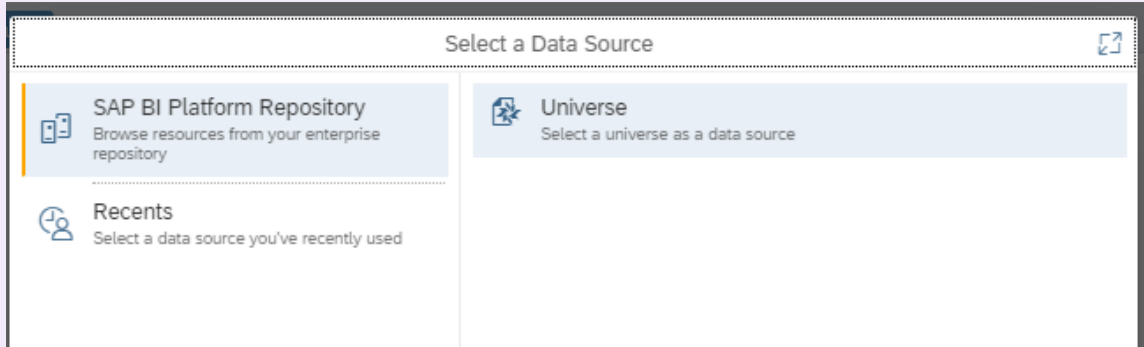 Select a Data Source
SAP BI Platform Repository
Browse resources from your enterprise
repository
Recents
Select a data source you've recently used
Universe
Select a universe as a data source